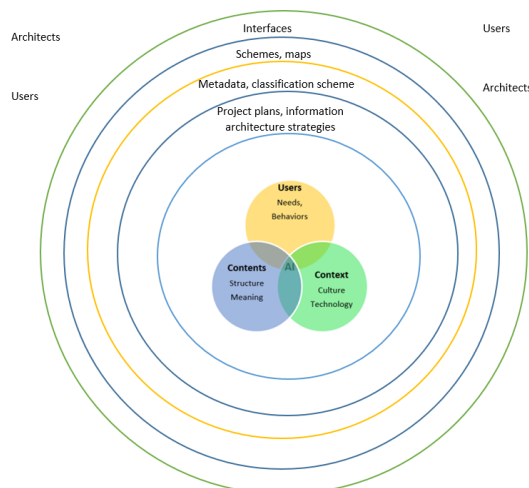 Architects
Interfaces
Users
Schemes, maps
Users
Metadata, classification scheme
Architects
Project plans, information
architecture strategies
Users
Needs,
Behaviors
Contents
Structure
Meaning
AI
Context
Culture
Technology